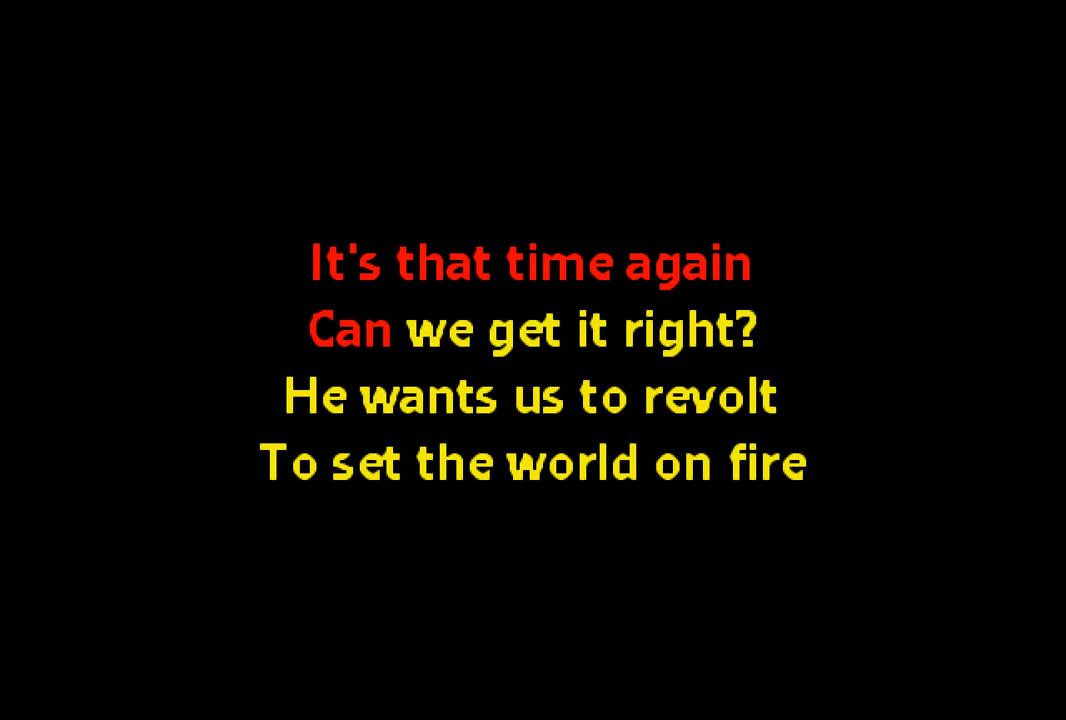 It's that time again
Can we get it right?
He wants us to revolt
To set the world on fire